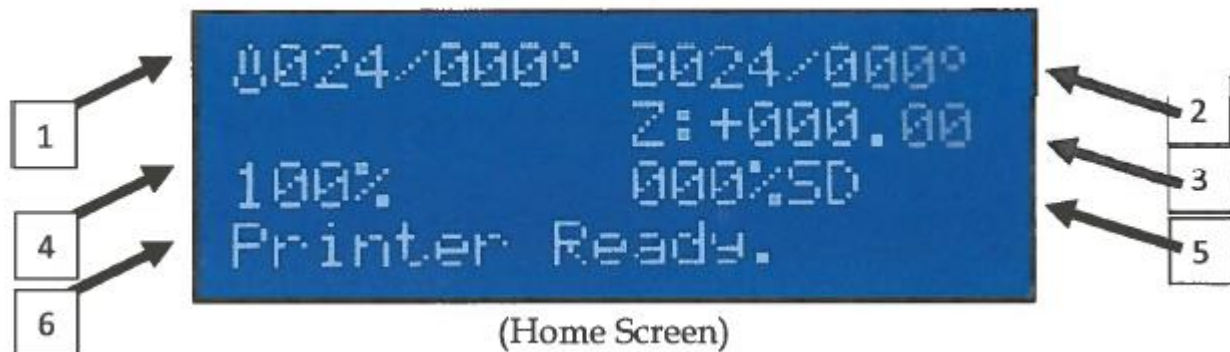 024/000° B024/000°
1
2
Z:+000.00
3
100% 000%SD
4
5
Printer Ready.
6
(Home Screen)